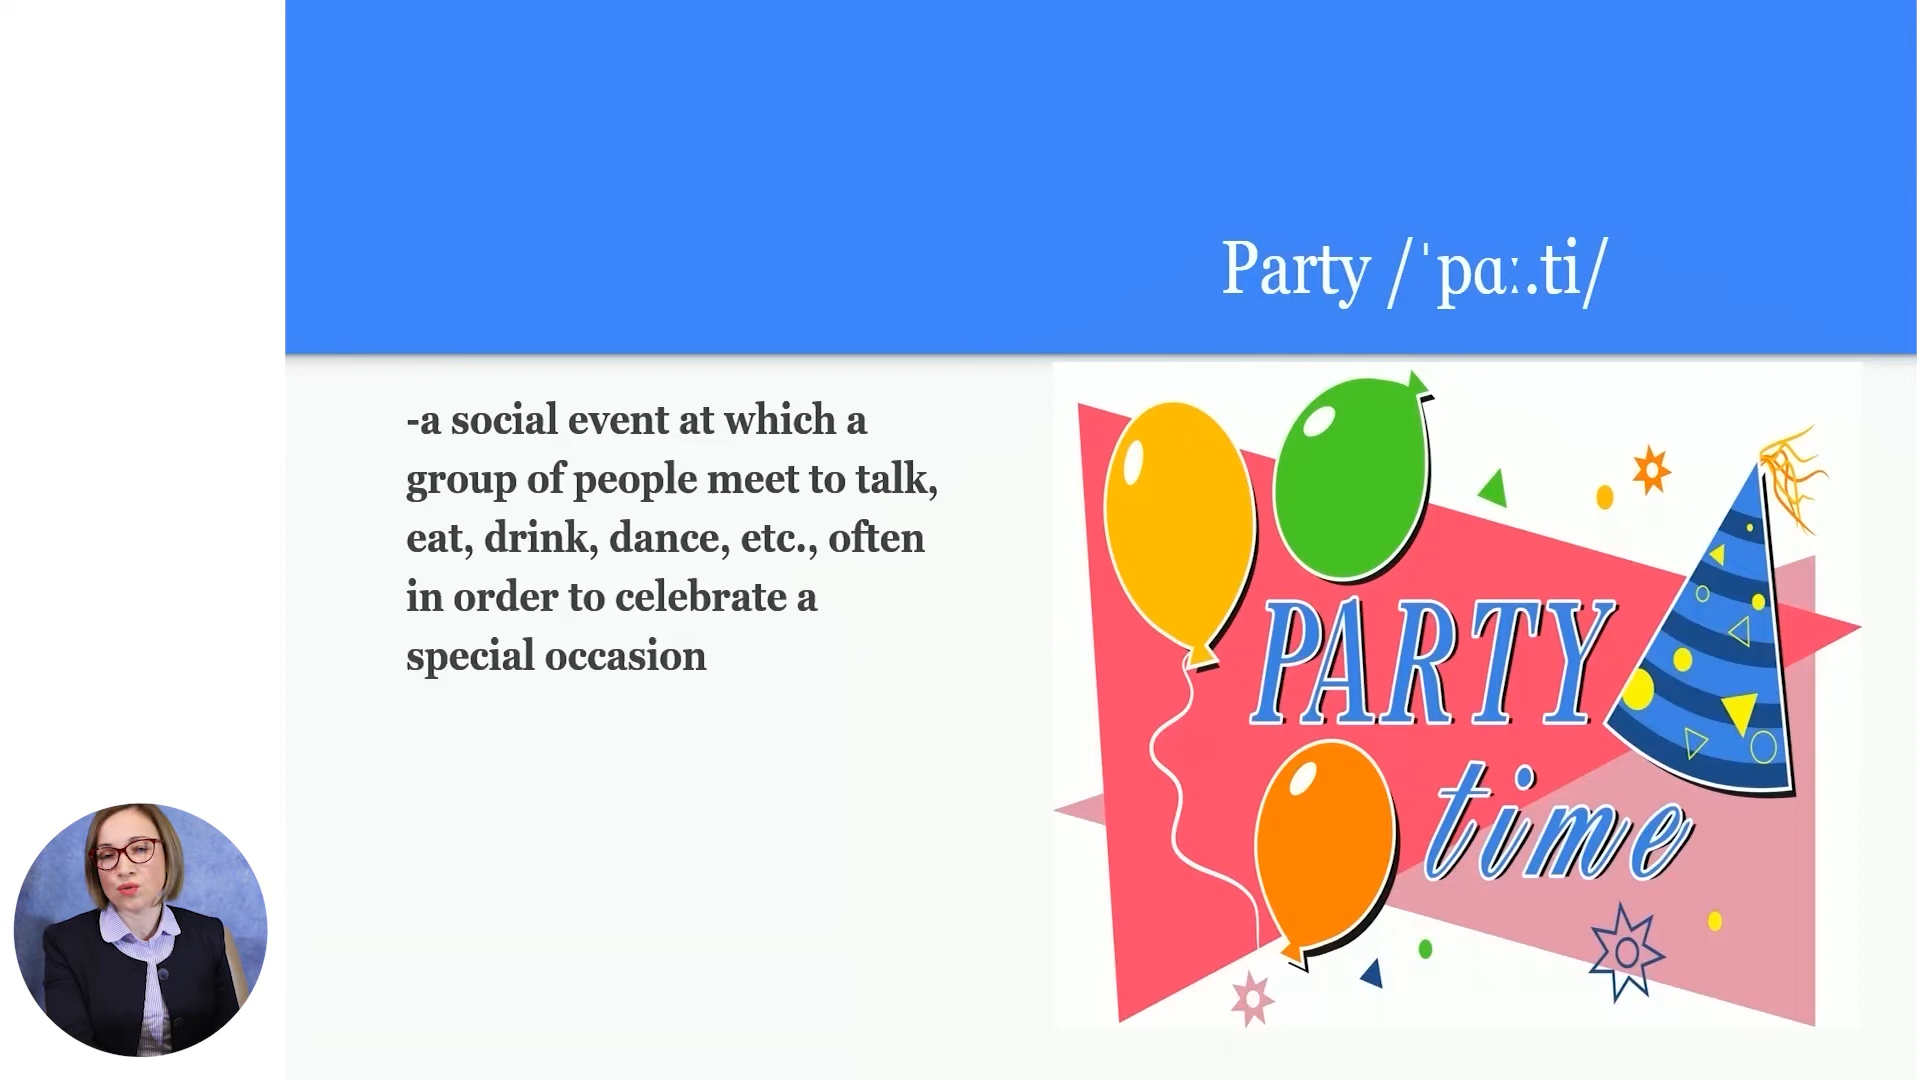 Party /ˈpɑː.ti/
-a social event at which a
group of people meet to talk,
eat, drink, dance, etc., often
in order to celebrate a
special occasion
PARTY
time